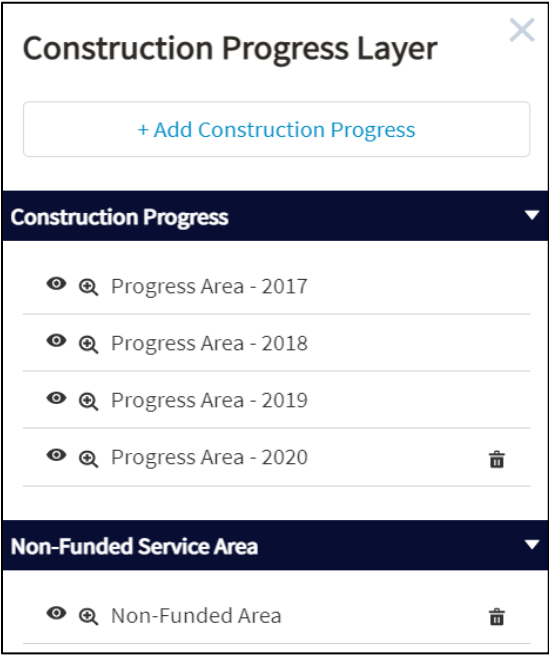 Construction Progress Layer
+ Add Construction Progress
Construction Progress
Progress Area - 2017
Progress Area - 2018
Progress Area - 2019
Progress Area - 2020
Non-Funded Service Area
Non-Funded Area